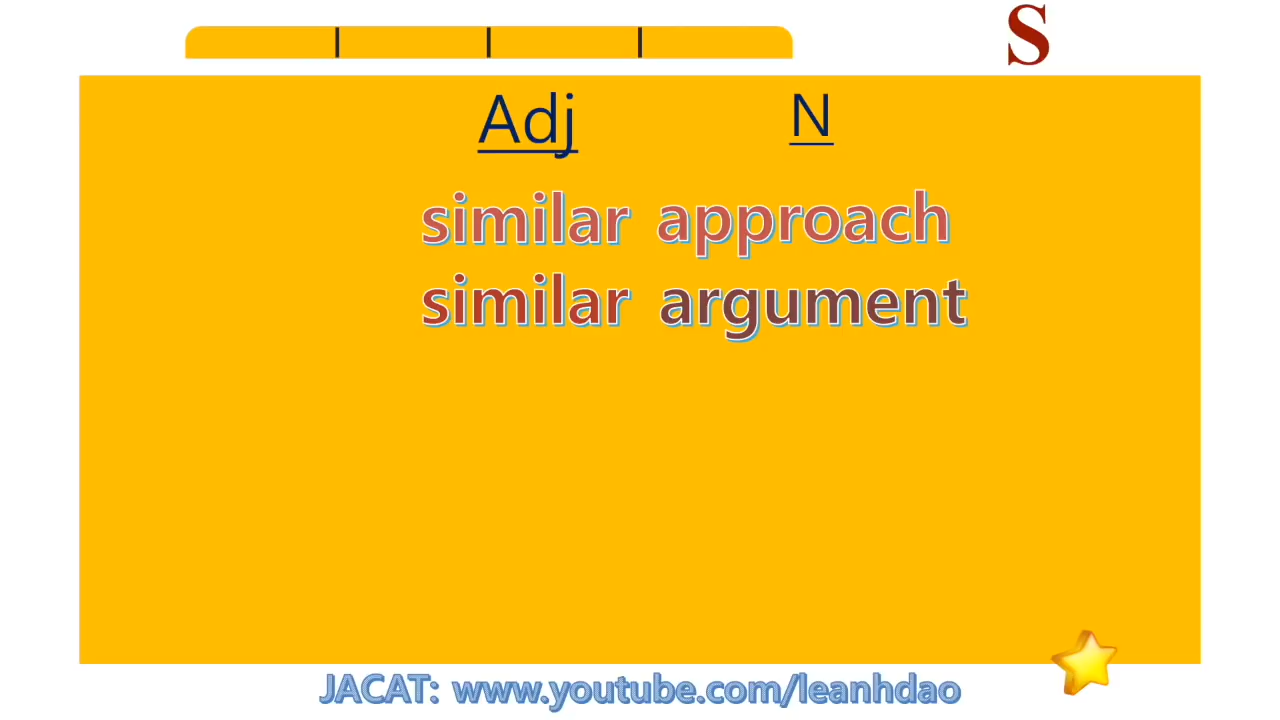 S
Adj N
similar approach
similar argument
JACAT: www.youtube.com/leanhdao